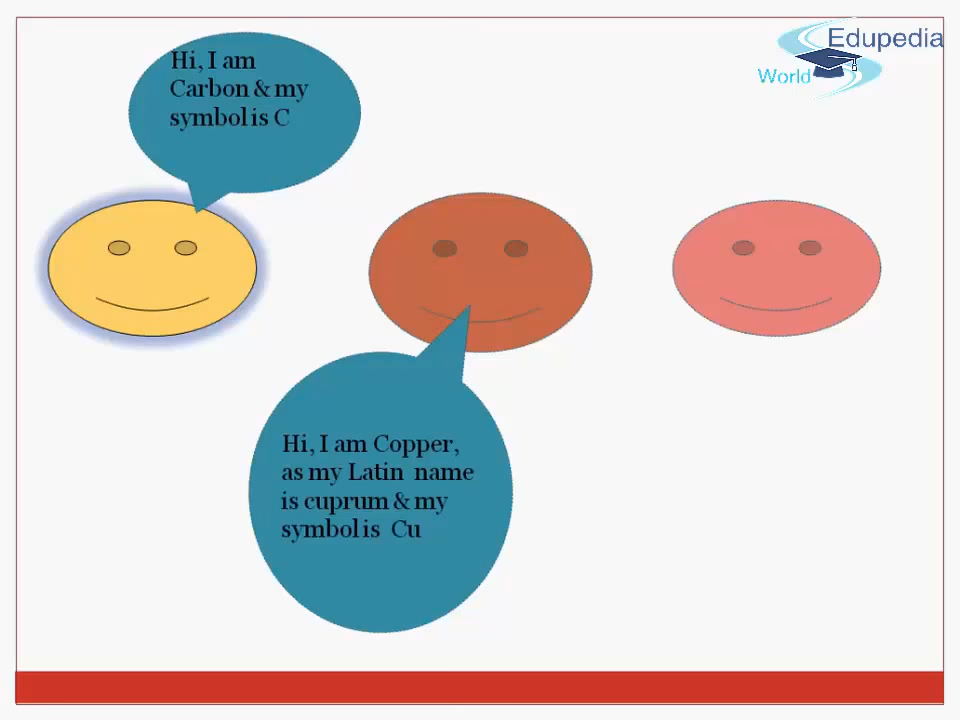 Edupedia
World
Hi, I am
Carbon & my
symbol is C
Hi, I am Copper,
as my Latin name
is cuprum & my
symbol is Cu